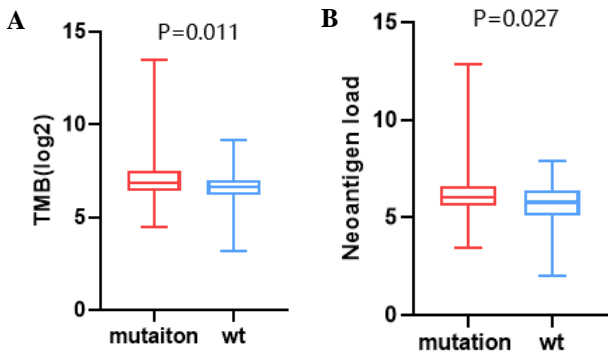 A
P=0.011
TMB(log2)
15
10
5
0
mutaiton wt
B
P=0.027
Neoantigen load
15
10
5
0
mutation wt